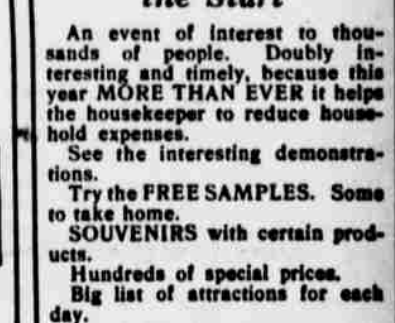 the Start
An event of interest to thou-
sands of people. Doubly in-
teresting and timely, because this
year MORE THAN EVER it helps
the housekeeper to reduce house-
hold expenses.
See the interesting demonstra-
tions.
Try the FREE SAMPLES. Some
to take home.
SOUVENIRS with certain prod-
ucts.
Hundreds of special prices.
Big list of attractions for each
day.